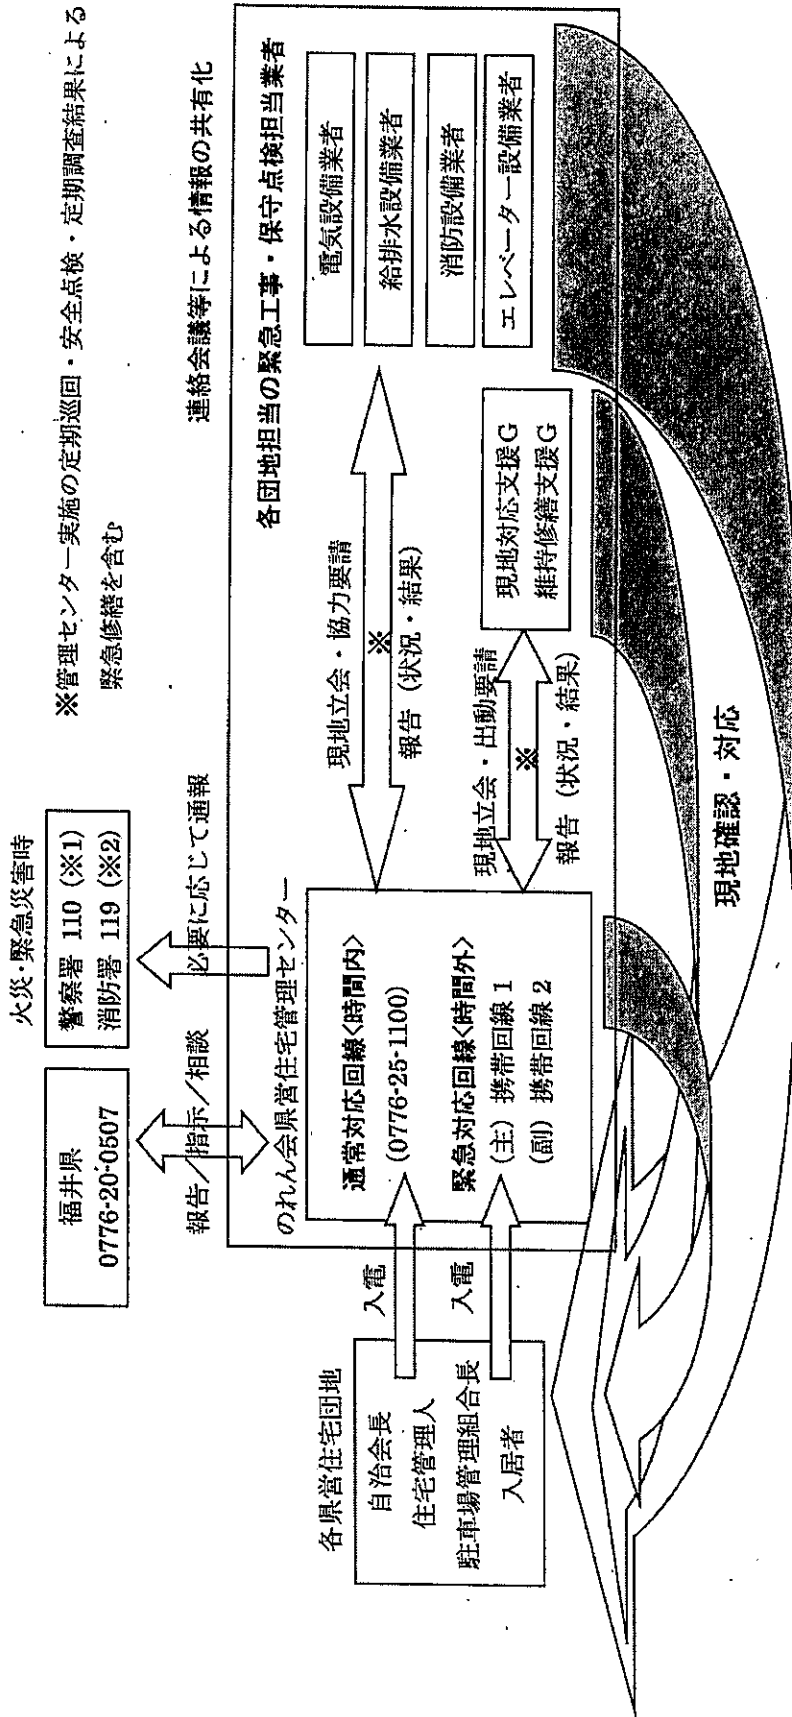 火災・緊急災害時
※管理センター実施の定期巡回・安全点検・定期調査結果による
緊急修繕を含む
福井県
0776-20-0507
警察署 110 (※1)
消防署 119 (※2)
報告／指示／相談
必要に応じて通報
連絡会議等による情報の共有化
各県営住宅団地
自治会長
住宅管理人
駐車場管理組合長
入居者
入電
入電
のれん会県営住宅管理センター
通常対応回線<時間内>
(0776-25-1100)
緊急対応回線<時間外>
(主) 携帯回線 1
(副) 携帯回線 2
現地立会・協力要請
※
報告 (状況・結果)
現地立会・出動要請
※
報告 (状況・結果)
各団地担当の緊急工事・保守点検担当業者
電気設備業者
給排水設備業者
消防設備業者
エレベーター設備業者
現地対応支援G
維持修繕支援G
現地確認・対応